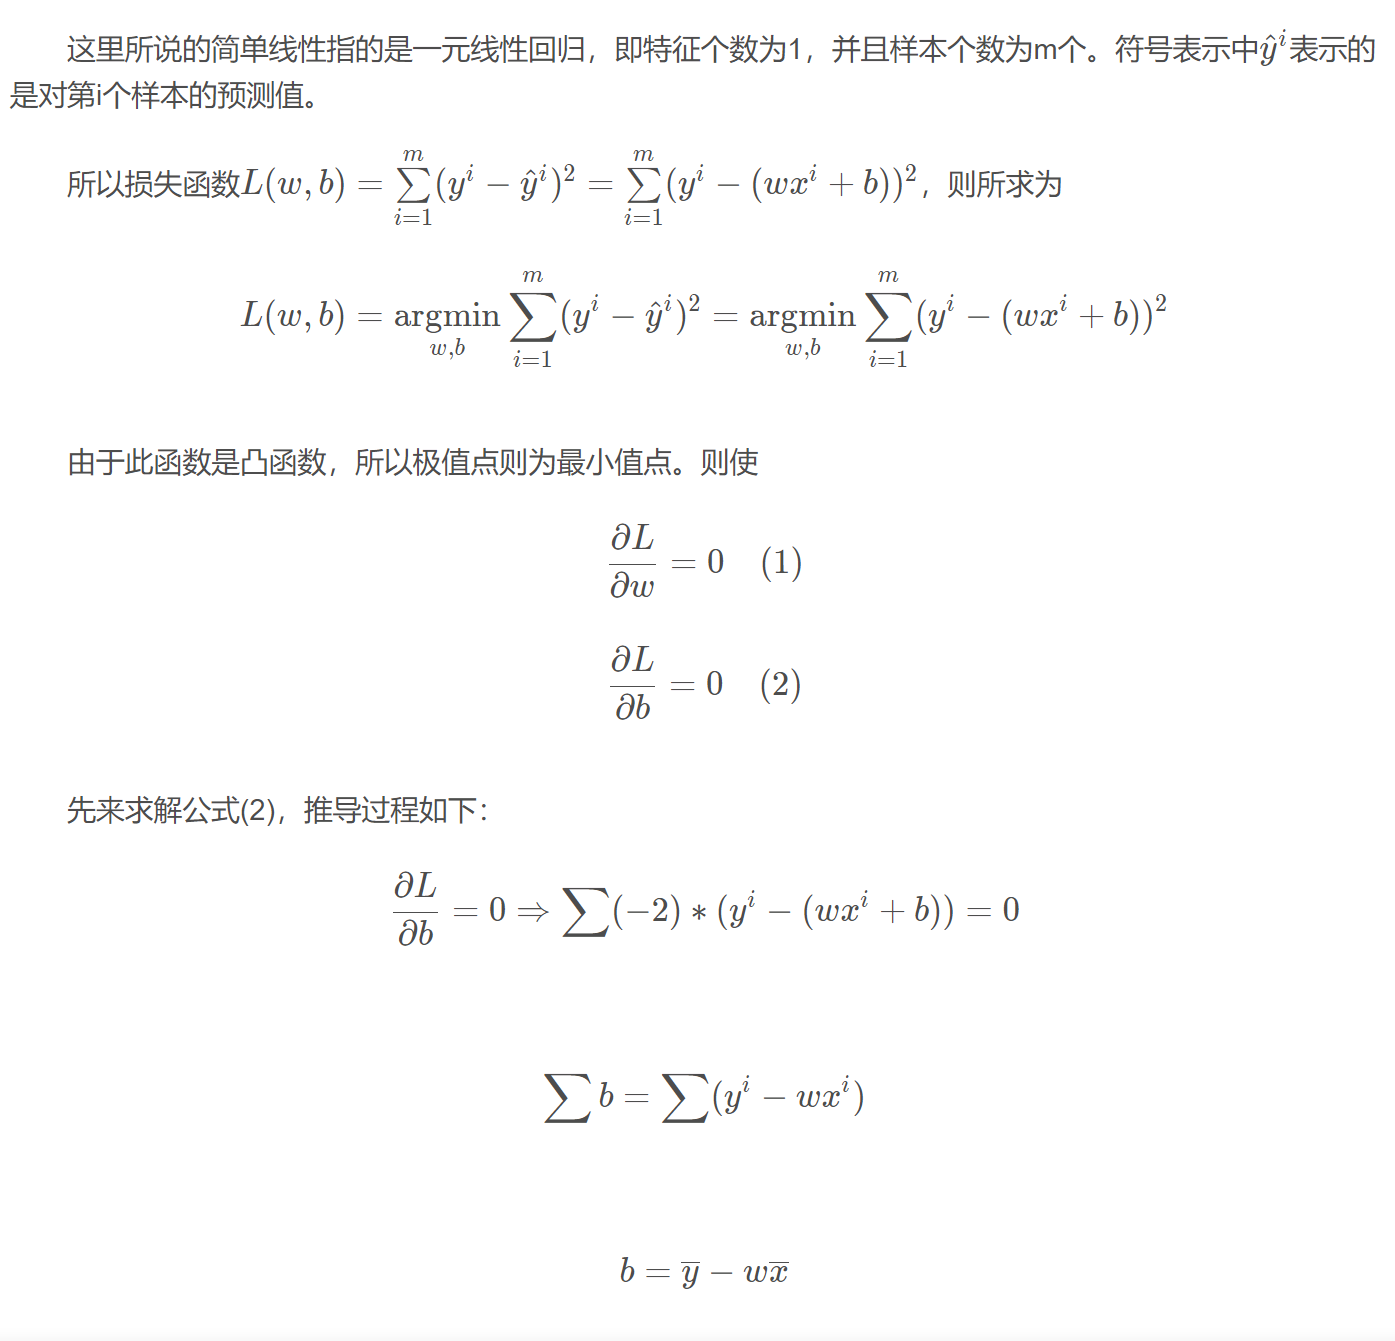 这里所说的简单线性指的是一元线性回归，即特征个数为1，并且样本个数为m个。符号表示中$\hat{y}^i$表示的
是对第i个样本的预测值。
所以损失函数$L(w,b)=\sum_{i=1}^{m}(y^i-\hat{y}^i)^2=\sum_{i=1}^{m}(y^i-(wx^i+b))^2$，则所求为
$L(w,b)=\underset{w,b}{\operatorname{argmin}}\sum_{i=1}^{m}(y^i-\hat{y}^i)^2=\underset{w,b}{\operatorname{argmin}}\sum_{i=1}^{m}(y^i-(wx^i+b))^2$
由于此函数是凸函数，所以极值点则为最小值点。则使
$\frac{\partial L}{\partial w}=0\quad(1)$
$\frac{\partial L}{\partial b}=0\quad(2)$
先来求解公式(2)，推导过程如下：
$\frac{\partial L}{\partial b}=0\Rightarrow\sum(-2)*(y^i-(wx^i+b))=0$
$\sum b=\sum(y^i-wx^i)$
$b=\overline{y}-w\overline{x}$